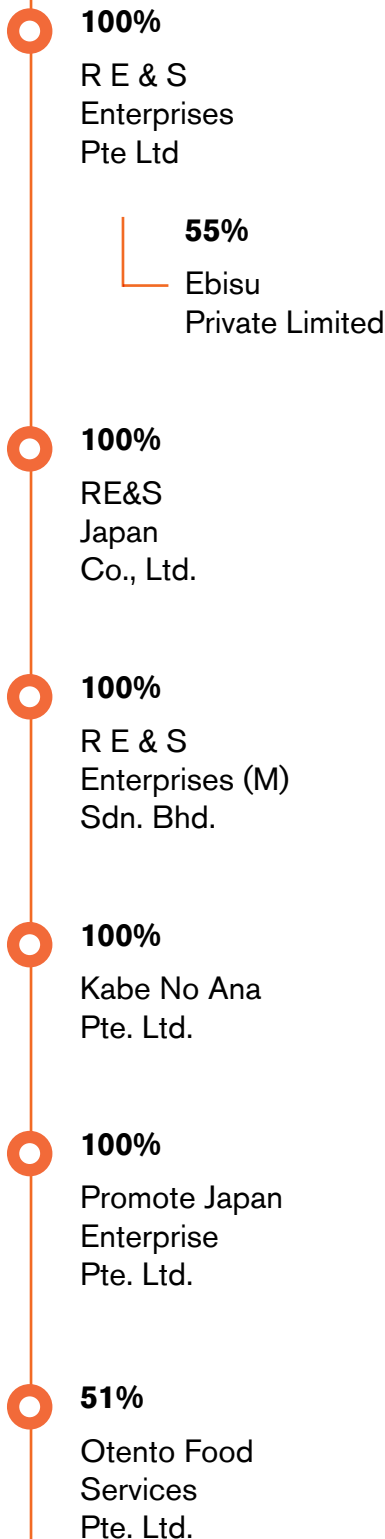 100%
R E & S
Enterprises
Pte Ltd
55%
Ebisu
Private Limited
100%
RE&S
Japan
Co., Ltd.
100%
R E & S
Enterprises (M)
Sdn. Bhd.
100%
Kabe No Ana
Pte. Ltd.
100%
Promote Japan
Enterprise
Pte. Ltd.
51%
Otento Food
Services
Pte. Ltd.